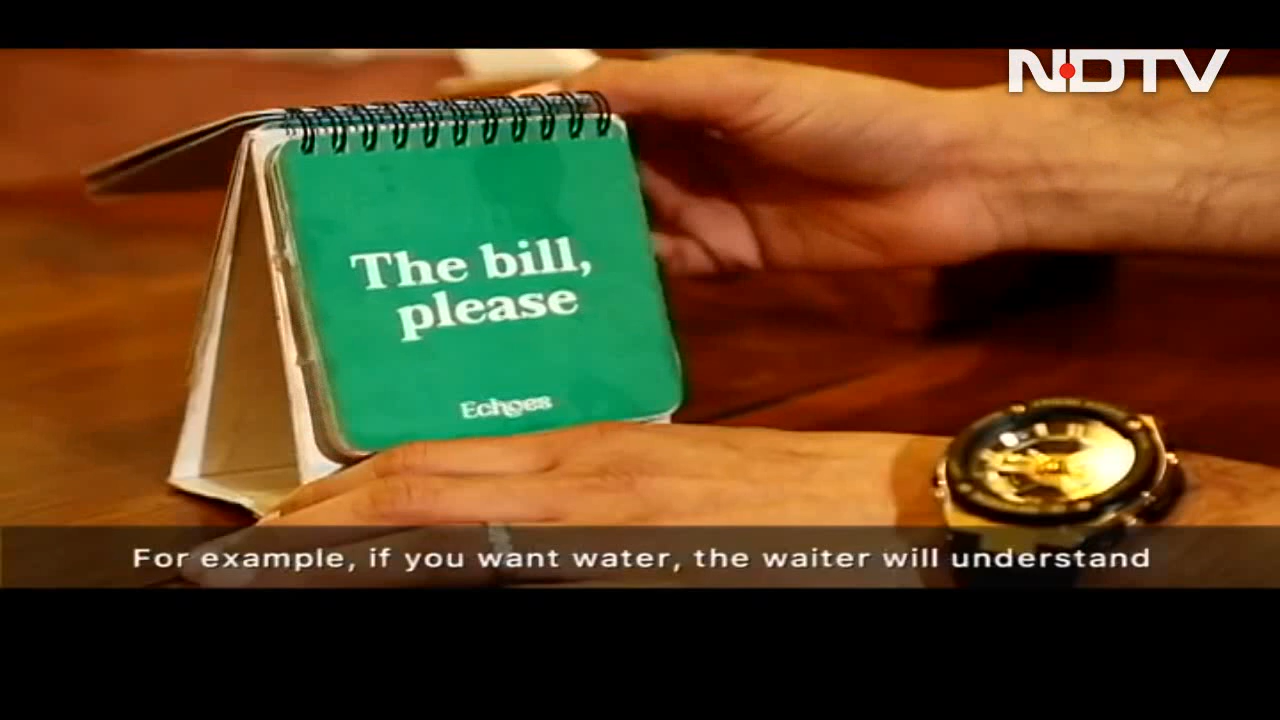 NDTV
The bill,
please
Echoes
For example, if you want water, the waiter will understand